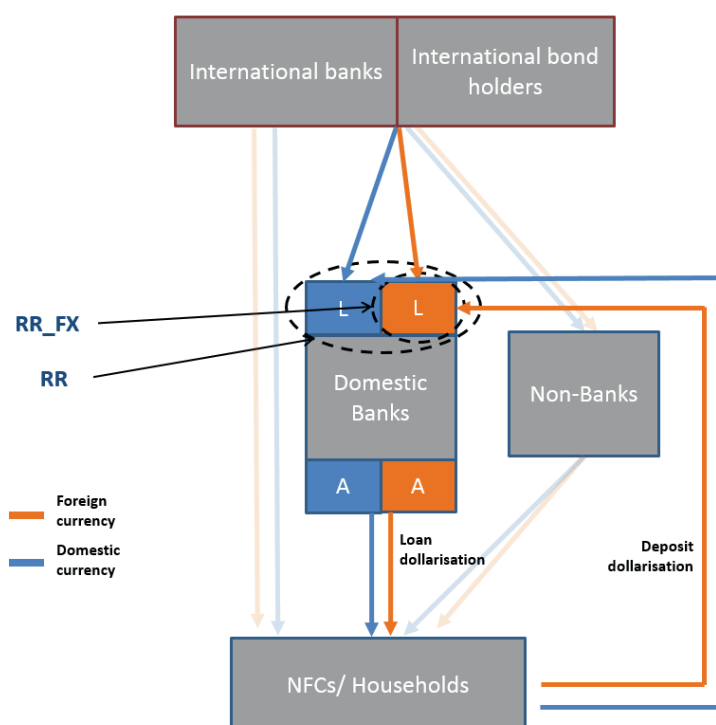 International banks
International bond
holders
L
L
RR_FX
RR
Domestic
Banks
Non-Banks
A
A
Foreign
currency
Domestic
currency
Loan
dollarisation
Deposit
dollarisation
NFCs/ Households